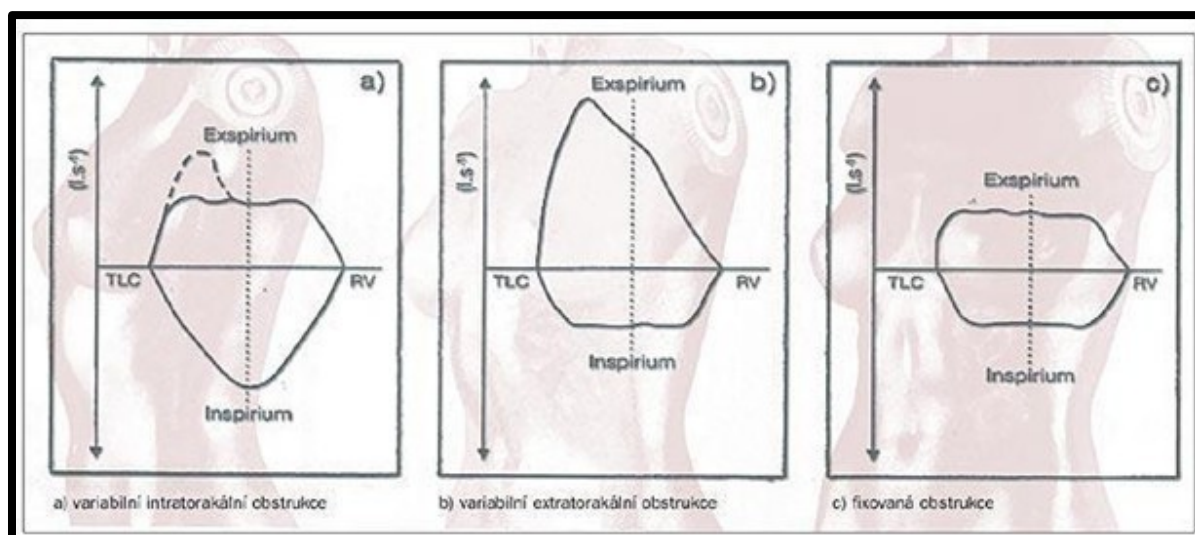 a)
Exspirium
(l.s⁻¹)
TLC
RV
Inspirium
a) variabilní intratorakální obstrukce
b)
Exspirium
(l.s⁻¹)
TLC
RV
Inspirium
b) variabilní extratorakální obstrukce
c)
Exspirium
(l.s⁻¹)
TLC
RV
Inspirium
c) fixovaná obstrukce